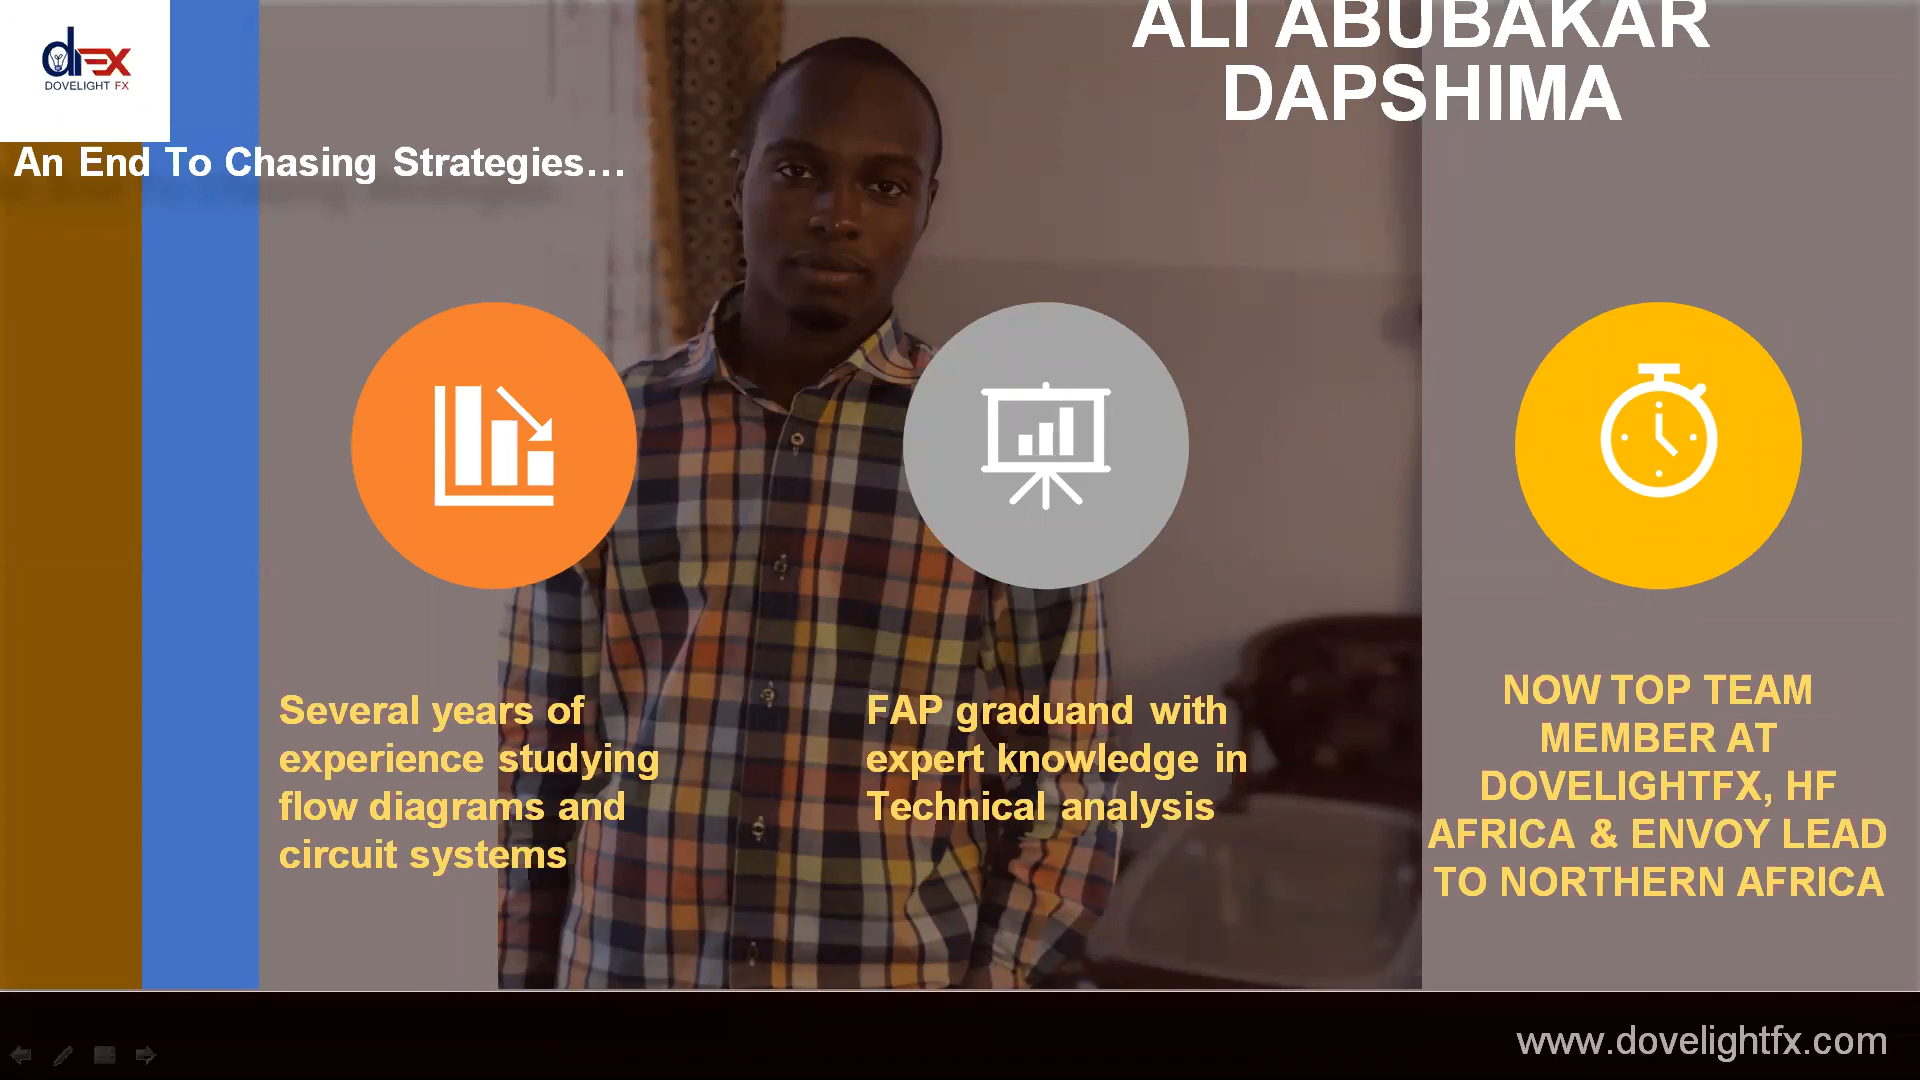 dFX
DOVELIGHT FX
ALI ABUBAKAR
DAPSHIMA
An End To Chasing Strategies...
Several years of
experience studying
flow diagrams and
circuit systems
FAP graduand with
expert knowledge in
Technical analysis
NOW TOP TEAM
MEMBER AT
DOVELIGHTFX, HF
AFRICA & ENVOY LEAD
TO NORTHERN AFRICA
www.dovelightfx.com